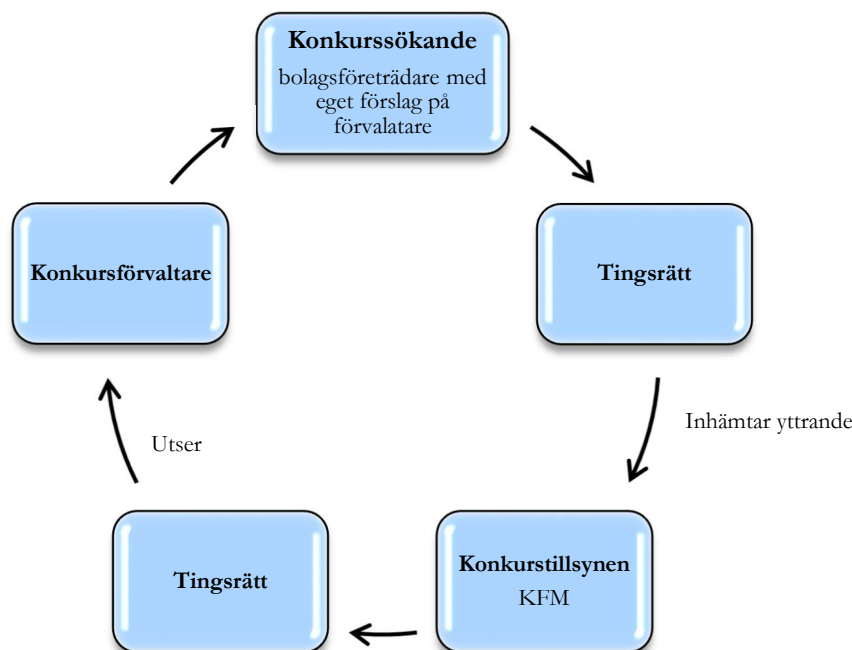 Konkurssökande
bolagsföreträdare med
eget förslag på
förvalatare
Tingsrätt
Inhämtar yttrande
Konkurstillsynen
KFM
Tingsrätt
Utser
Konkursförvaltare